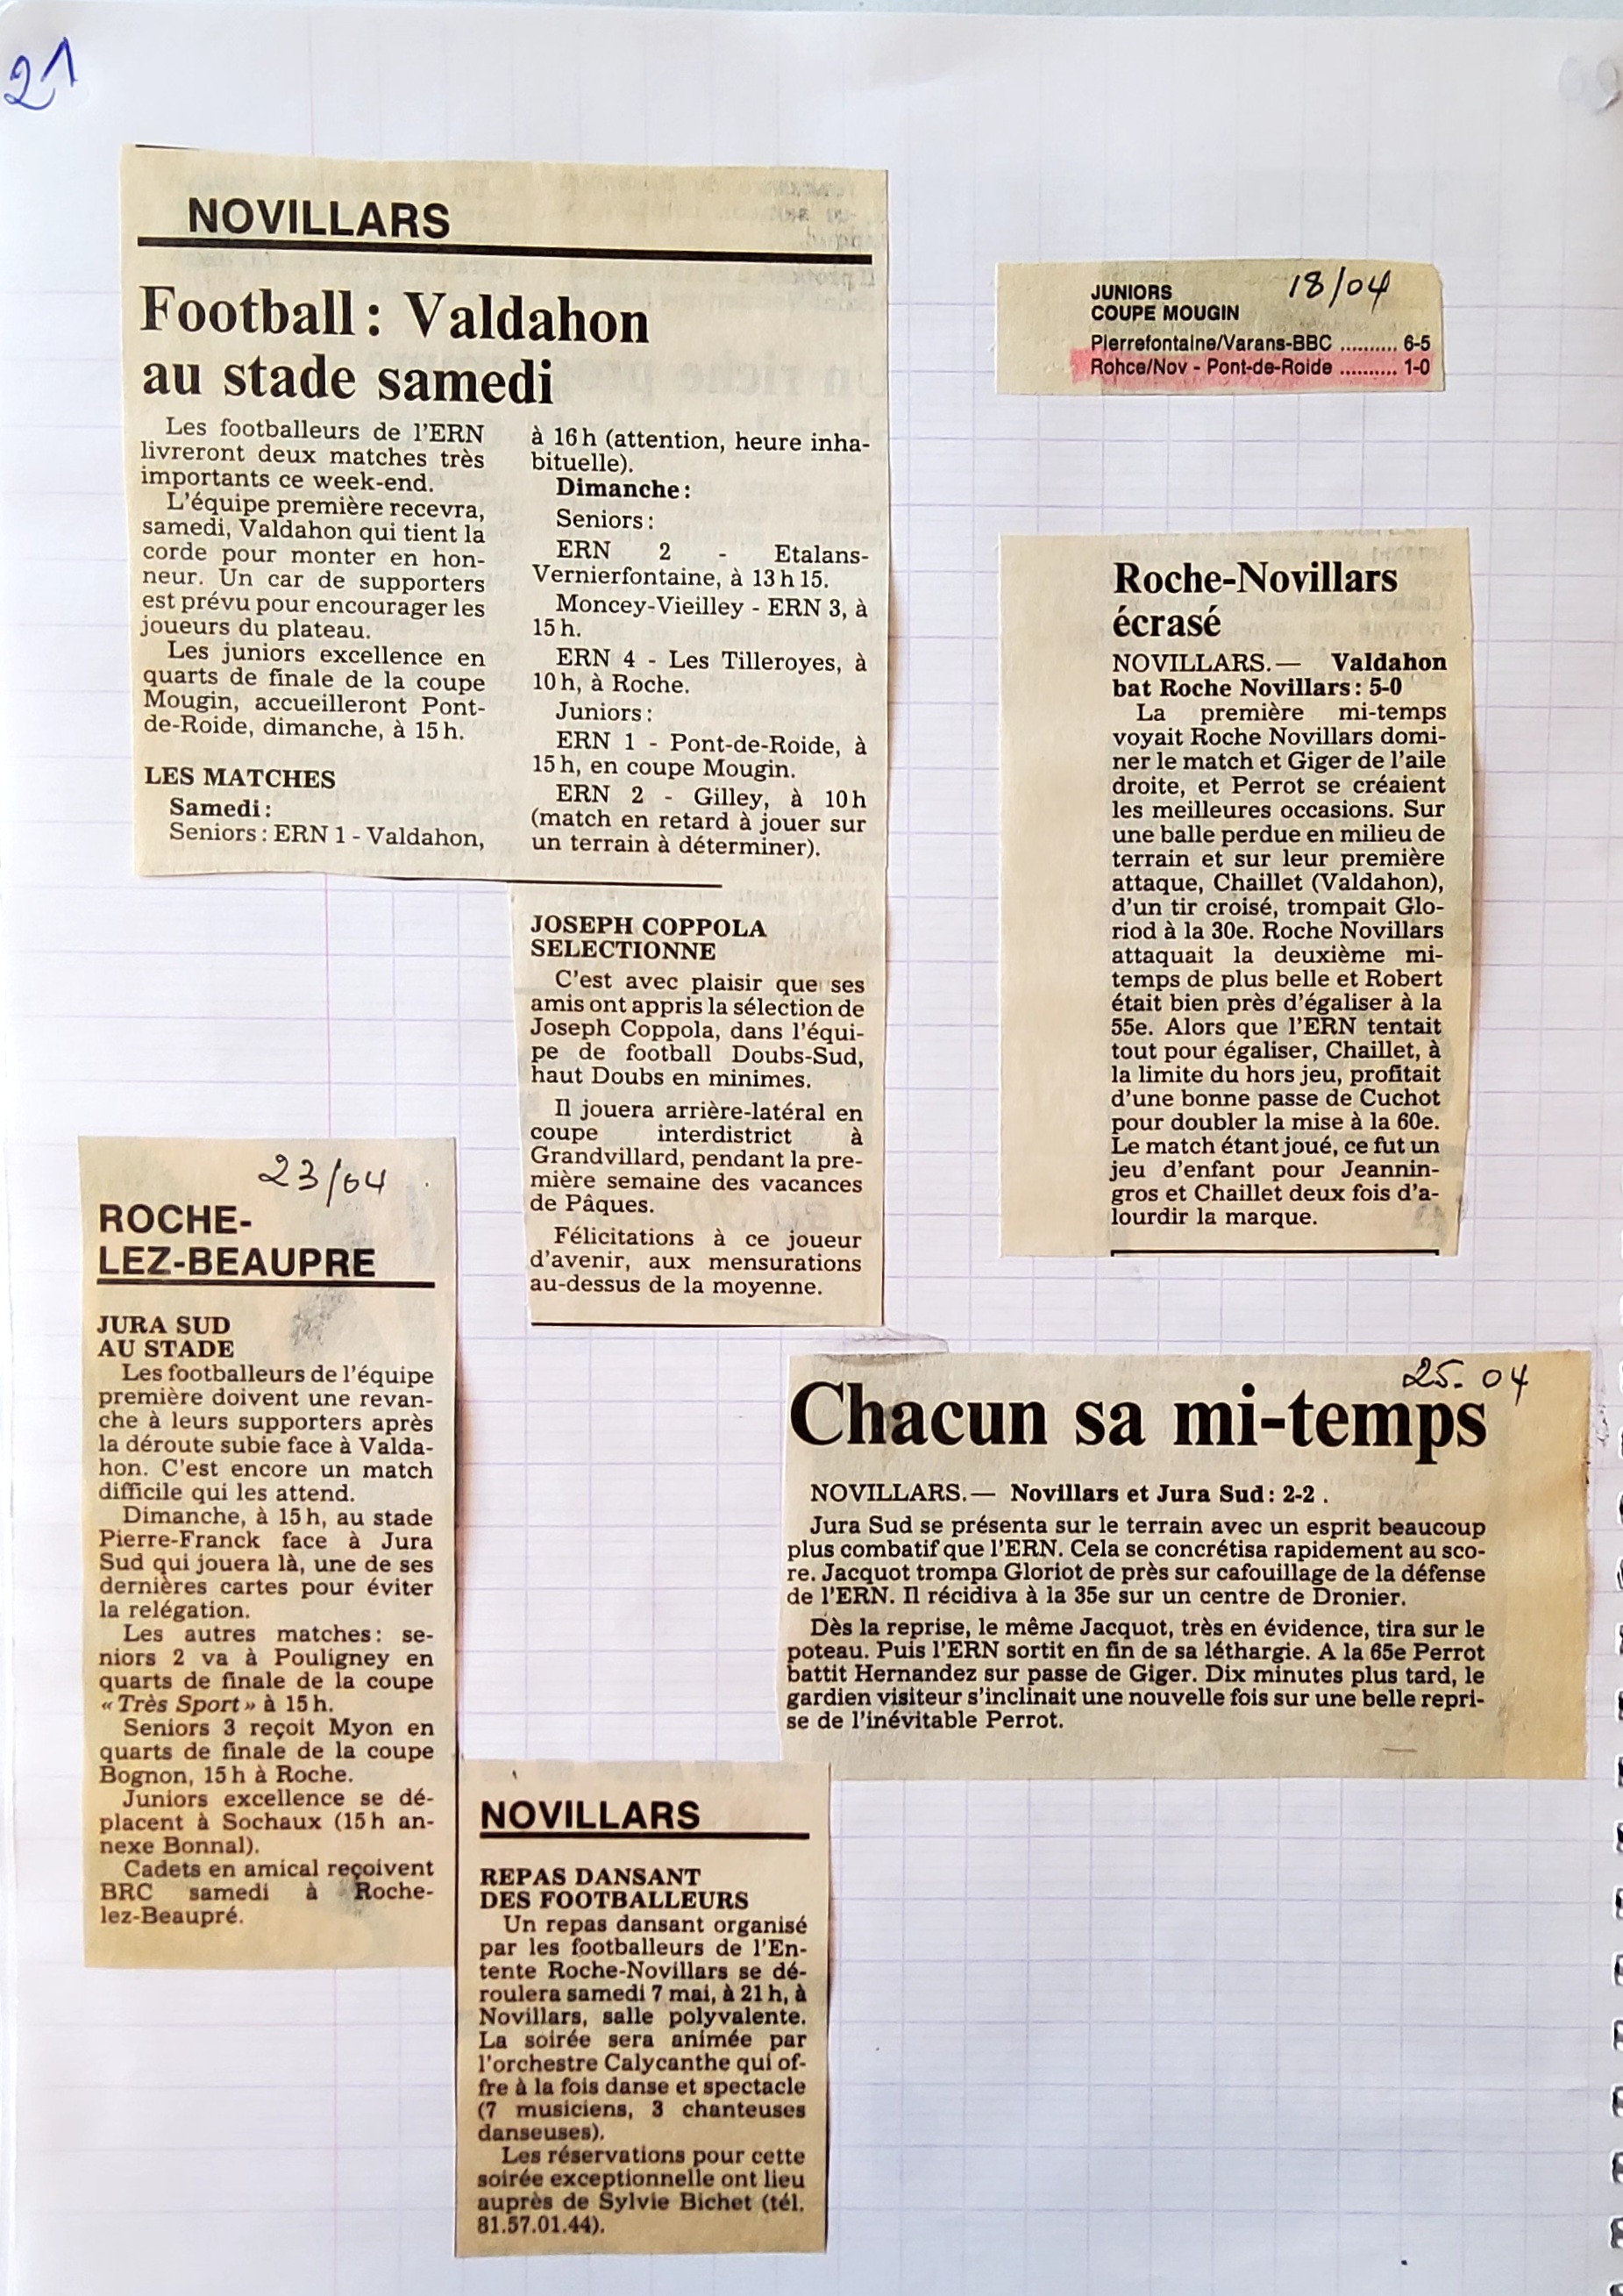 21
NOVILLARS
Football : Valdahon
au stade samedi
Les footballeurs de l'ERN
livreront deux matches très
importants ce week-end.
L'équipe première recevra,
samedi, Valdahon qui tient la
corde pour monter en hon-
neur. Un car de supporters
est prévu pour encourager les
joueurs du plateau.
Les juniors excellence en
quarts de finale de la coupe
Mougin, accueilleront Pont-
de-Roide, dimanche, à 15 h.
LES MATCHES
Samedi :
Seniors : ERN 1 - Valdahon,
à 16 h (attention, heure inha-
bituelle).
Dimanche :
Seniors :
ERN 2 - Etalans-
Vernierfontaine, à 13 h 15.
Moncey-Vieilley - ERN 3, à
15 h.
ERN 4 - Les Tilleroyes, à
10 h, à Roche.
Juniors :
ERN 1 - Pont-de-Roide, à
15 h, en coupe Mougin.
ERN 2 - Gilley, à 10 h
(match en retard à jouer sur
un terrain à déterminer).
JOSEPH COPPOLA
SELECTIONNE
C'est avec plaisir que ses
amis ont appris la sélection de
Joseph Coppola, dans l'équi-
pe de football Doubs-Sud,
haut Doubs en minimes.
Il jouera arrière-latéral en
coupe interdistrict à
Grandvillard, pendant la pre-
mière semaine des vacances
de Pâques.
Félicitations à ce joueur
d'avenir, aux mensurations
au-dessus de la moyenne.
18/04
JUNIORS
COUPE MOUGIN
Pierrefontaine/Varans-BBC .......... 6-5
Rohce/Nov - Pont-de-Roide .......... 1-0
Roche-Novillars
écrasé
NOVILLARS. — Valdahon
bat Roche Novillars : 5-0
La première mi-temps
voyait Roche Novillars domi-
ner le match et Giger de l'aile
droite, et Perrot se créaient
les meilleures occasions. Sur
une balle perdue en milieu de
terrain et sur leur première
attaque, Chaillet (Valdahon),
d'un tir croisé, trompait Glo-
riod à la 30e. Roche Novillars
attaquait la deuxième mi-
temps de plus belle et Robert
était bien près d'égaliser à la
55e. Alors que l'ERN tentait
tout pour égaliser, Chaillet, à
la limite du hors jeu, profitait
d'une bonne passe de Cuchot
pour doubler la mise à la 60e.
Le match étant joué, ce fut un
jeu d'enfant pour Jeannin-
gros et Chaillet deux fois d'a-
lourdir la marque.
23/04
ROCHE-
LEZ-BEAUPRE
JURA SUD
AU STADE
Les footballeurs de l'équipe
première doivent une revan-
che à leurs supporters après
la déroute subie face à Valda-
hon. C'est encore un match
difficile qui les attend.
Dimanche, à 15 h, au stade
Pierre-Franck face à Jura
Sud qui jouera là, une de ses
dernières cartes pour éviter
la relégation.
Les autres matches : se-
niors 2 va à Pouligney en
quarts de finale de la coupe
« Très Sport » à 15 h.
Seniors 3 reçoit Myon en
quarts de finale de la coupe
Bognon, 15 h à Roche.
Juniors excellence se dé-
placent à Sochaux (15 h an-
nexe Bonnal).
Cadets en amical reçoivent
BRC samedi à Roche-
lez-Beaupré.
25. 04
Chacun sa mi-temps
NOVILLARS. — Novillars et Jura Sud : 2-2 .
Jura Sud se présenta sur le terrain avec un esprit beaucoup
plus combatif que l'ERN. Cela se concrétisa rapidement au sco-
re. Jacquot trompa Gloriot de près sur cafouillage de la défense
de l'ERN. Il récidiva à la 35e sur un centre de Dronier.
Dès la reprise, le même Jacquot, très en évidence, tira sur le
poteau. Puis l'ERN sortit en fin de sa léthargie. A la 65e Perrot
battit Hernandez sur passe de Giger. Dix minutes plus tard, le
gardien visiteur s'inclinait une nouvelle fois sur une belle repri-
se de l'inévitable Perrot.
NOVILLARS
REPAS DANSANT
DES FOOTBALLEURS
Un repas dansant organisé
par les footballeurs de l'En-
tente Roche-Novillars se dé-
roulera samedi 7 mai, à 21 h, à
Novillars, salle polyvalente.
La soirée sera animée par
l'orchestre Calycanthe qui of-
fre à la fois danse et spectacle
(7 musiciens, 3 chanteuses
danseuses).
Les réservations pour cette
soirée exceptionnelle ont lieu
auprès de Sylvie Bichet (tél.
81.57.01.44).